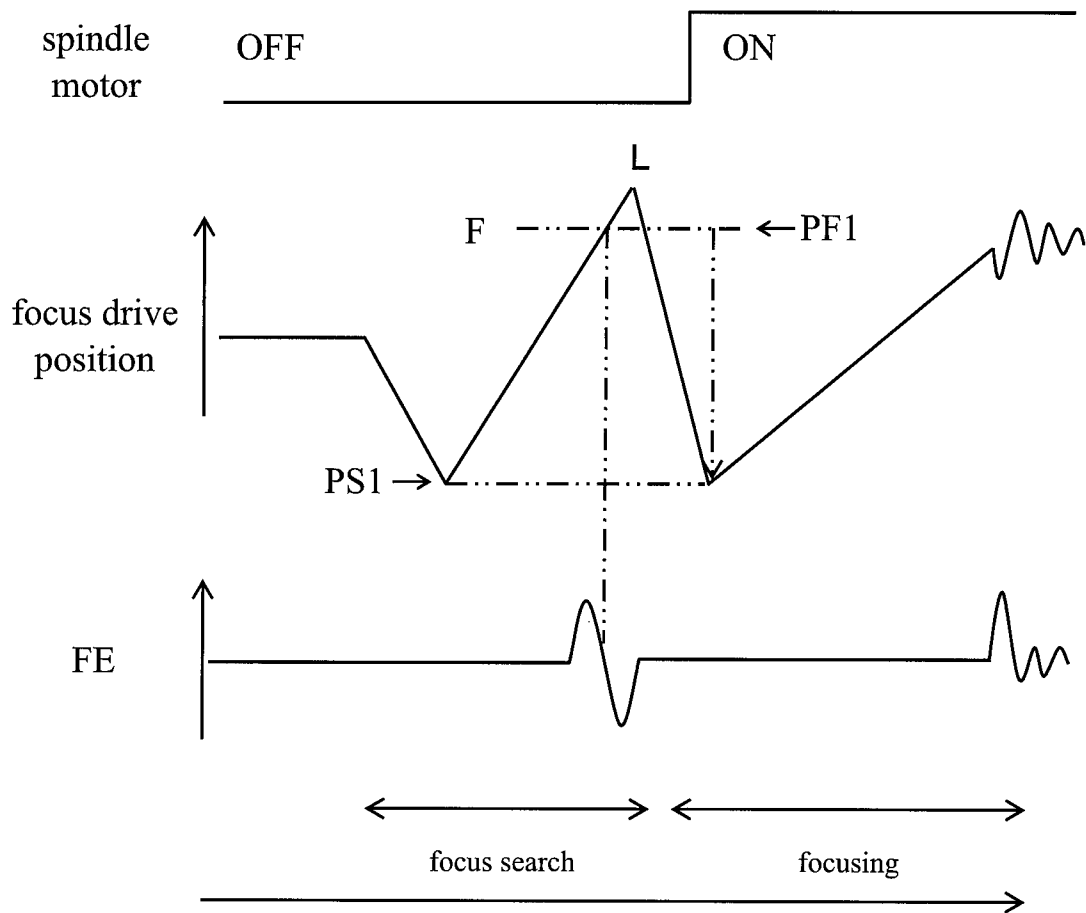 spindle
motor
OFF
ON
L
F
PF1
focus drive
position
PS1
FE
focus search
focusing